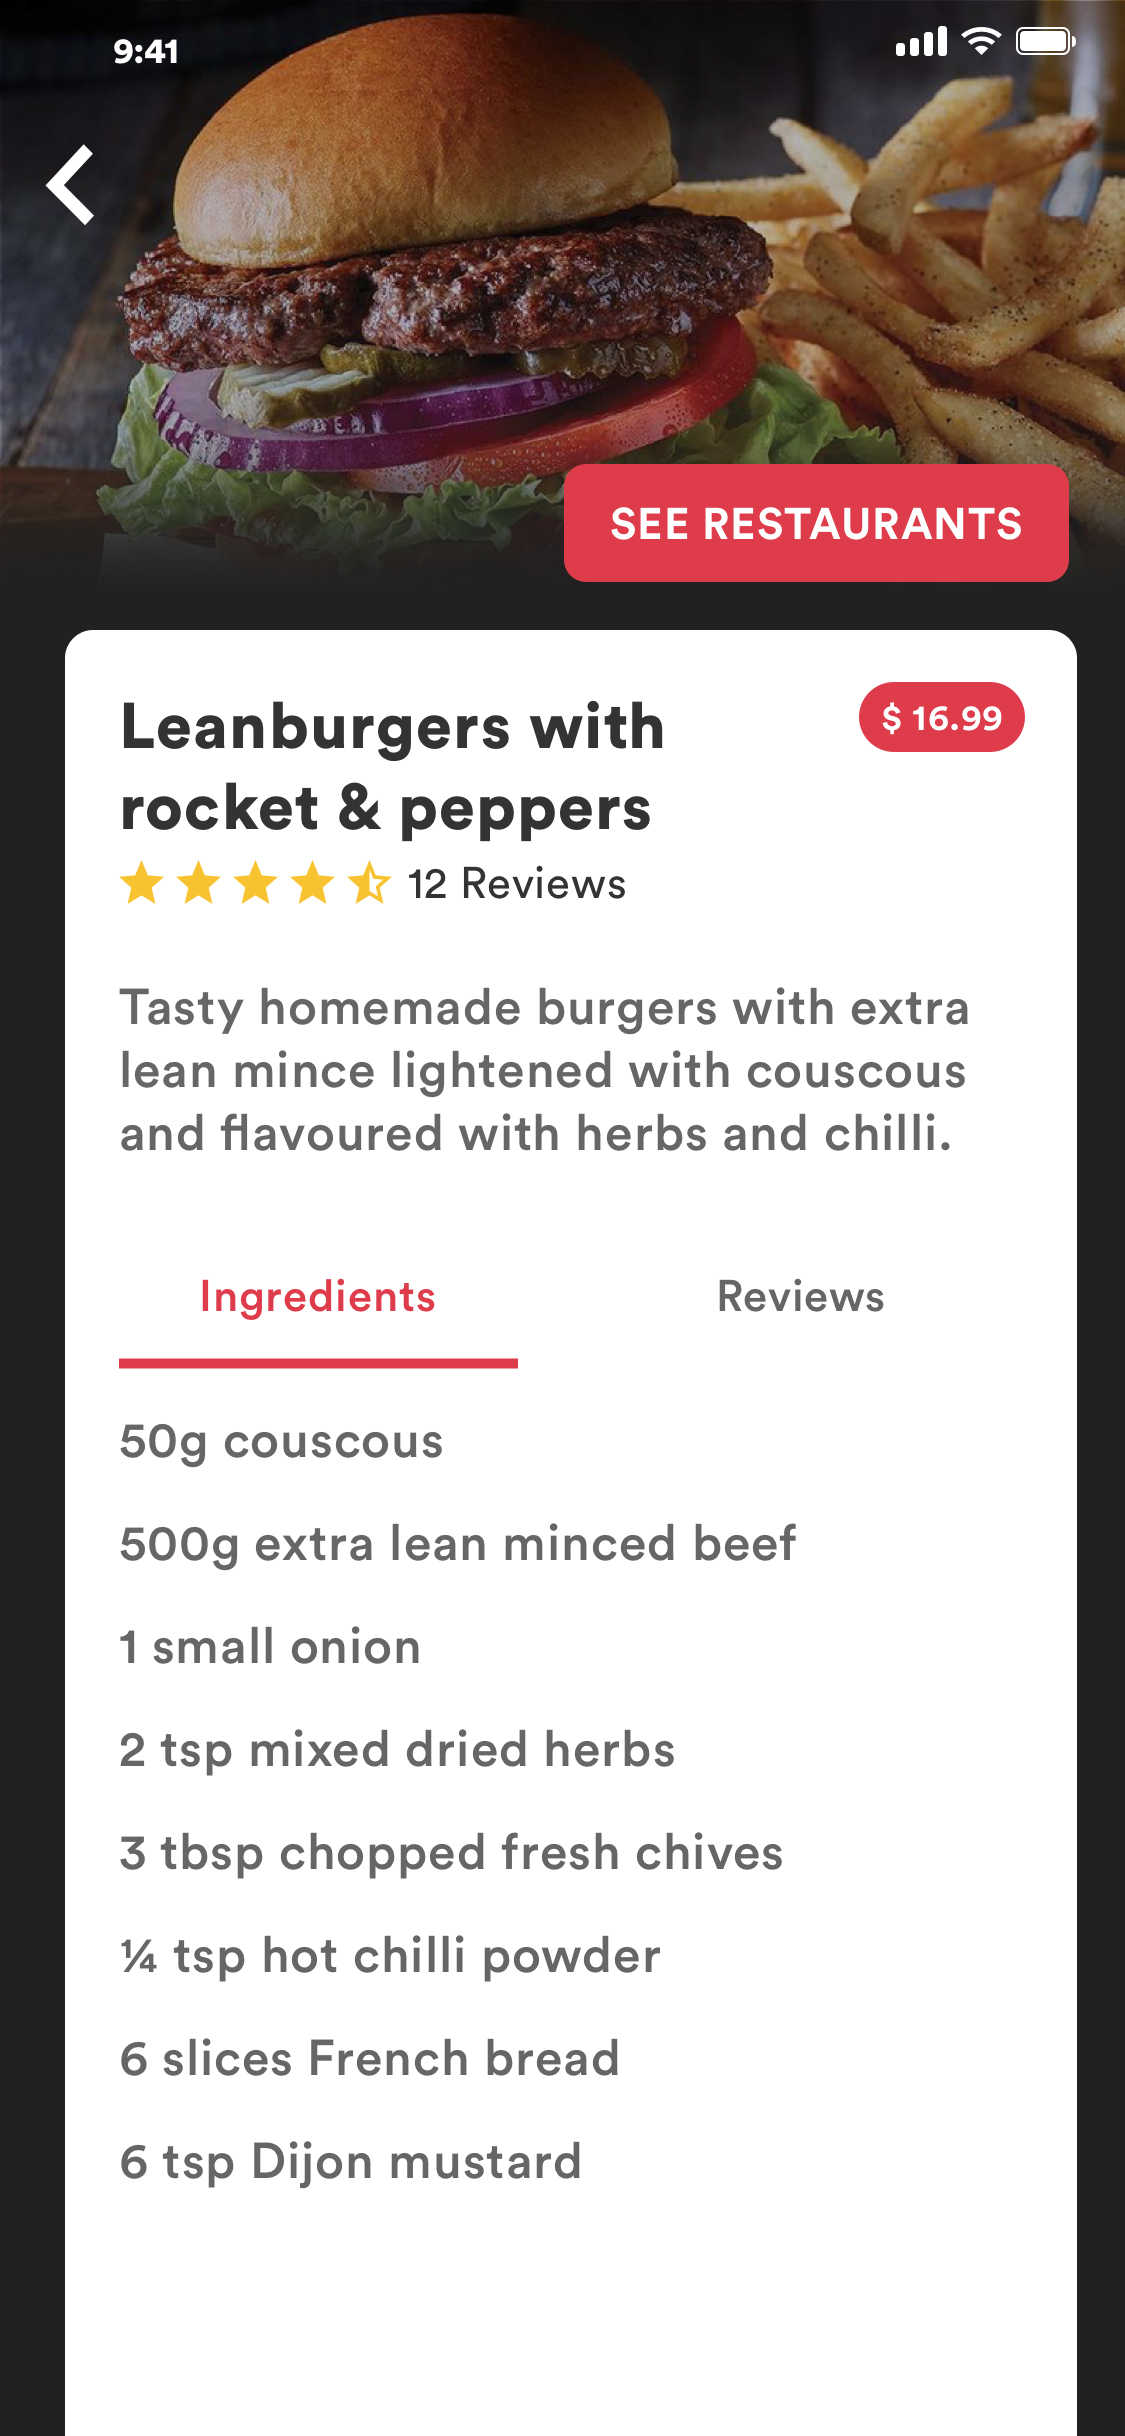 9:41
SEE RESTAURANTS
Leanburgers with
$ 16.99
rocket & peppers
12 Reviews
Tasty homemade burgers with extra
lean mince lightened with couscous
and flavoured with herbs and chilli.
Ingredients
Reviews
50g couscous
500g extra lean minced beef
1 small onion
2 tsp mixed dried herbs
3 tbsp chopped fresh chives
¼ tsp hot chilli powder
6 slices French bread
6 tsp Dijon mustard